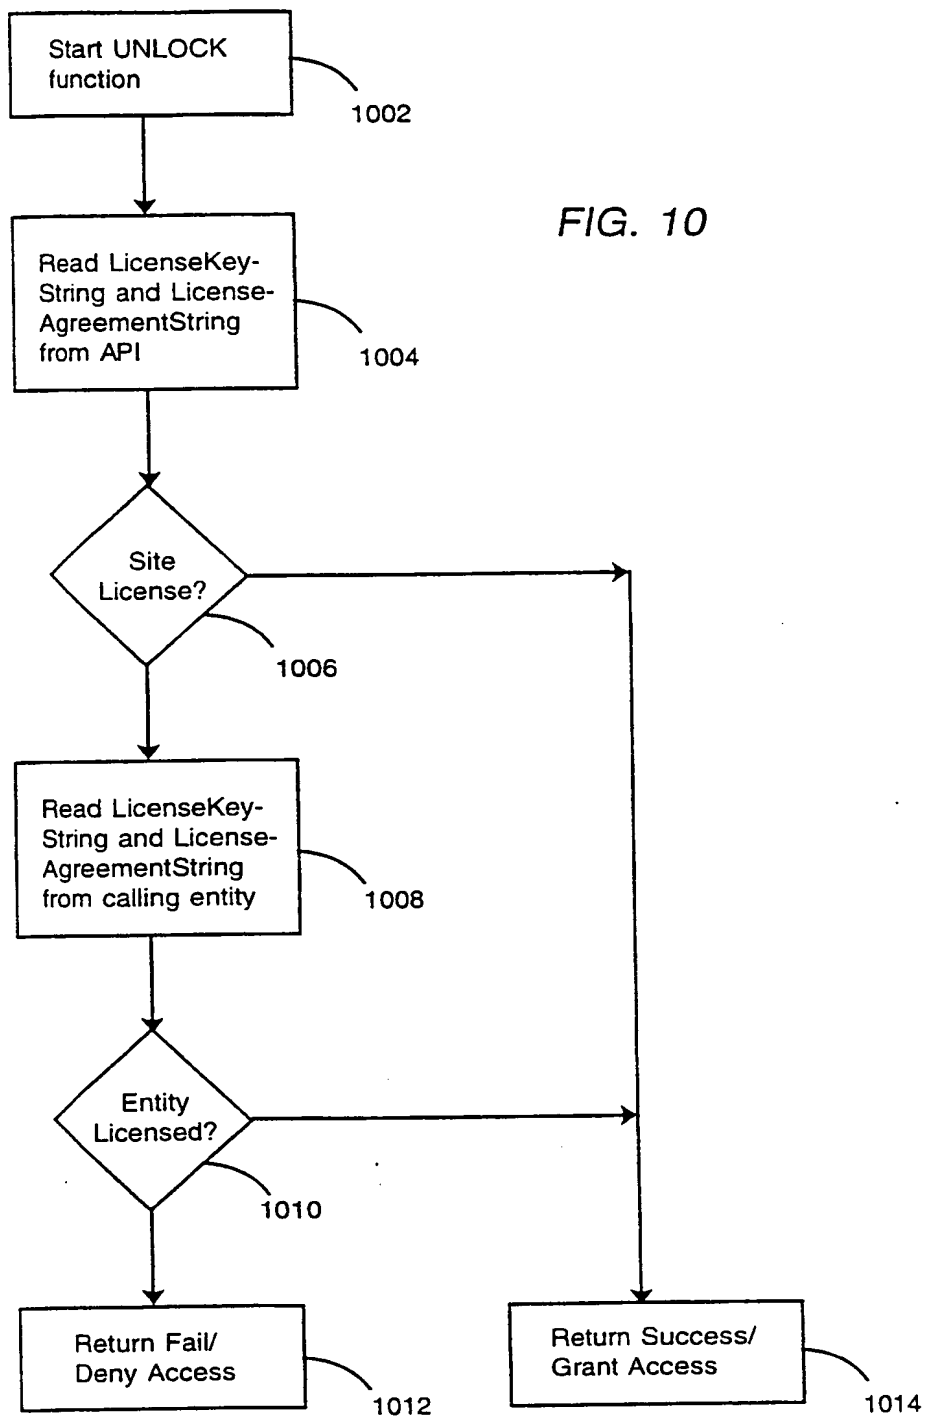 Start UNLOCK
function
1002
FIG. 10
Read LicenseKey-
String and License-
AgreementString
from API
1004
Site
License?
1006
Read LicenseKey-
String and License-
AgreementString
from calling entity
1008
Entity
Licensed?
1010
Return Fail/
Deny Access
1012
Return Success/
Grant Access
1014